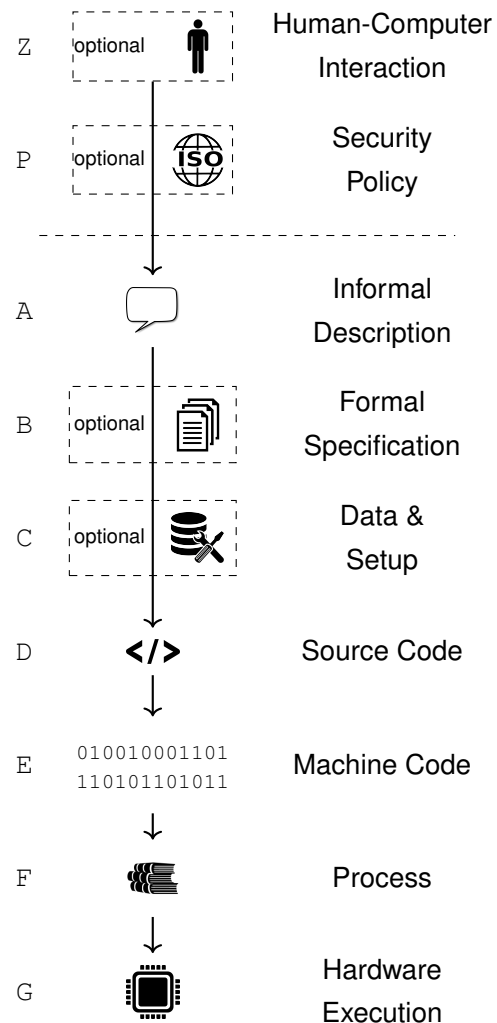 Z optional Human-Computer
Interaction
P optional ISO Security
Policy
A Informal
Description
B optional Formal
Specification
C optional Data &
Setup
D </> Source Code
E 010010001101 Machine Code
110101101011
F Process
G Hardware
Execution